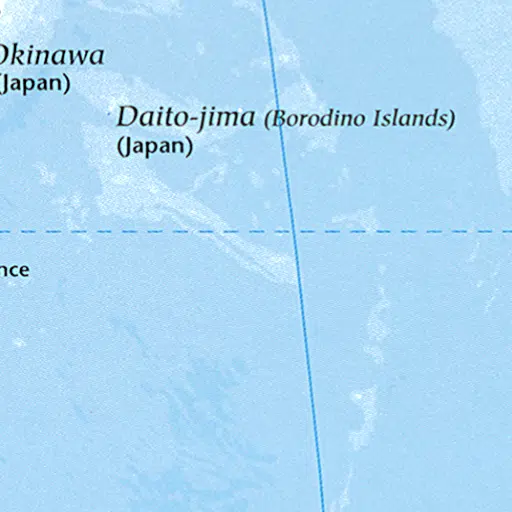 Okinawa
(Japan)
Daito-jima (Borodino Islands)
(Japan)
nce